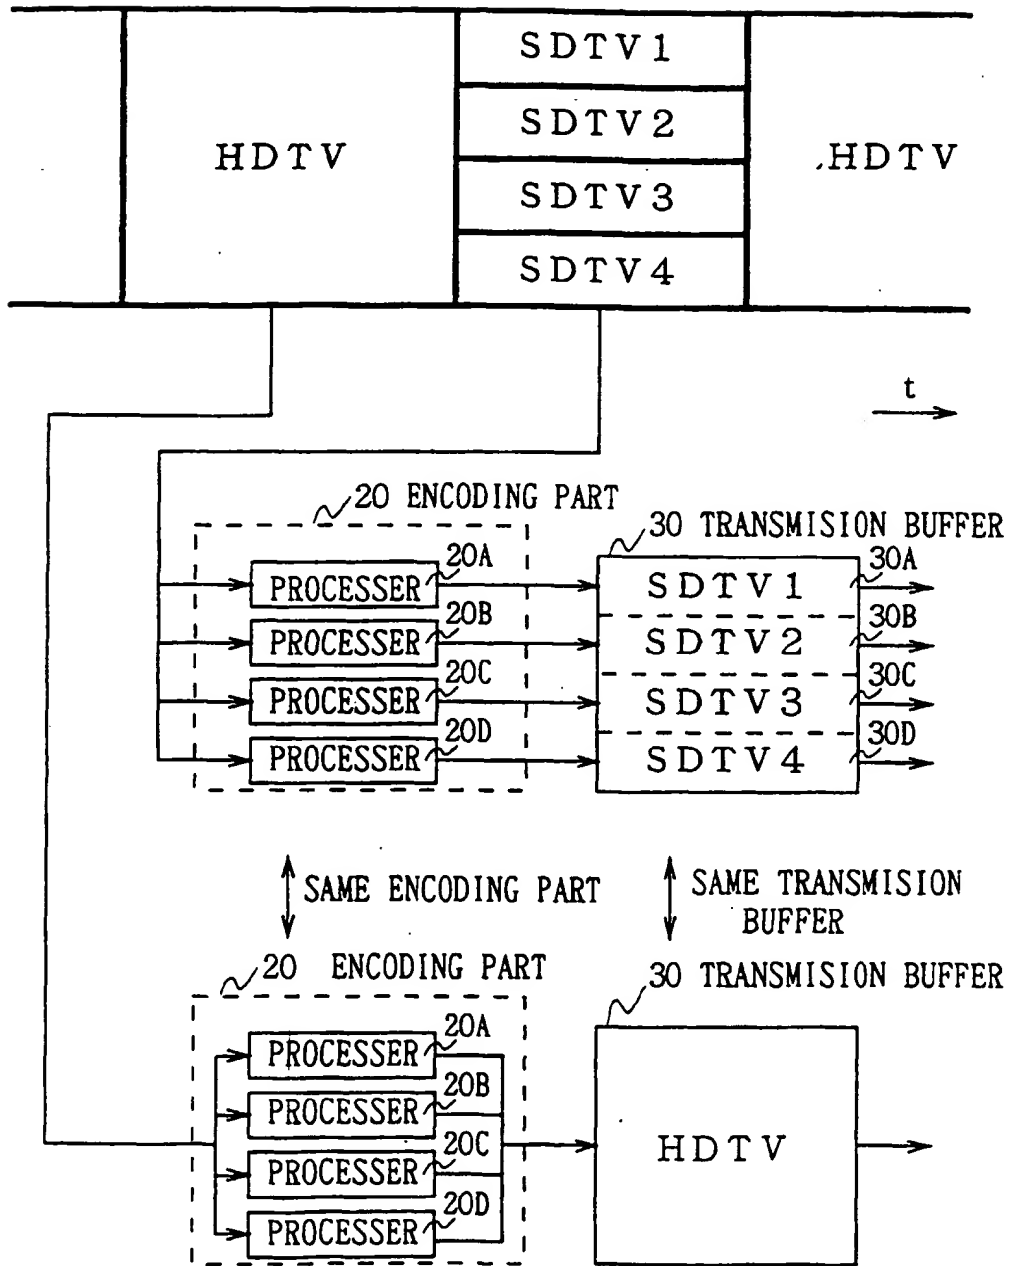 SDTV1
SDTV2
HDTV
HDTV
SDTV3
SDTV4
t
20 ENCODING PART
30 TRANSMISION BUFFER
PROCESSER 20A
SDTV1 30A
PROCESSER 20B
SDTV2 30B
PROCESSER 20C
SDTV3 30C
PROCESSER 20D
SDTV4 30D
SAME ENCODING PART
SAME TRANSMISION
BUFFER
20 ENCODING PART
30 TRANSMISION BUFFER
PROCESSER 20A
PROCESSER 20B
PROCESSER 20C
PROCESSER 20D
HDTV